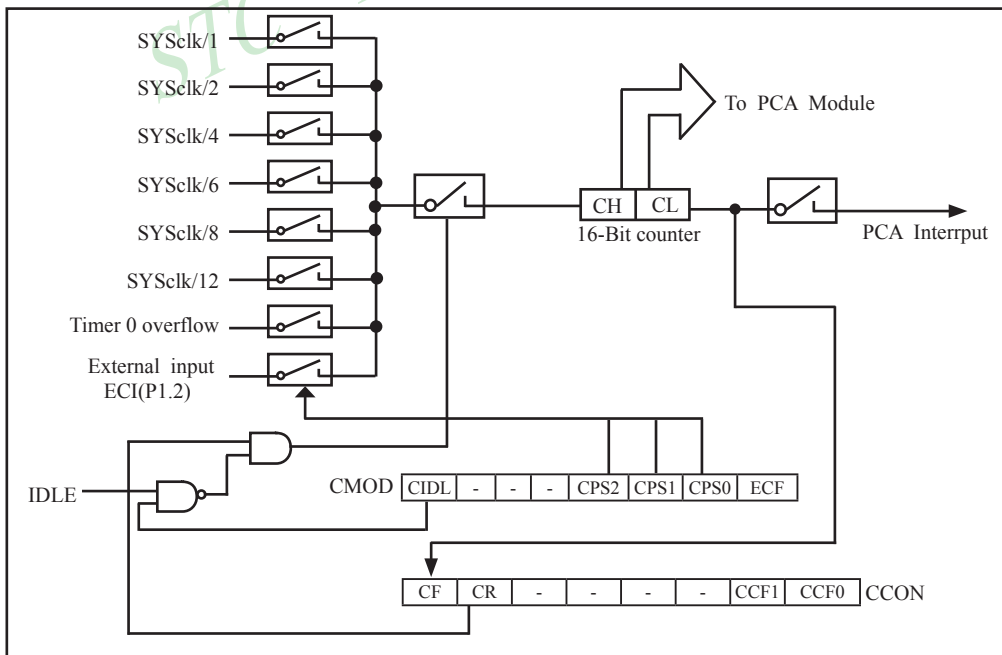 STC
SYSclk/1
SYSclk/2
SYSclk/4
SYSclk/6
SYSclk/8
SYSclk/12
Timer 0 overflow
External input
ECI(P1.2)
To PCA Module
CH CL
16-Bit counter
PCA Interrput
IDLE
CMOD CIDL - - - CPS2 CPS1 CPS0 ECF
CF CR - - - - CCF1 CCF0 CCON